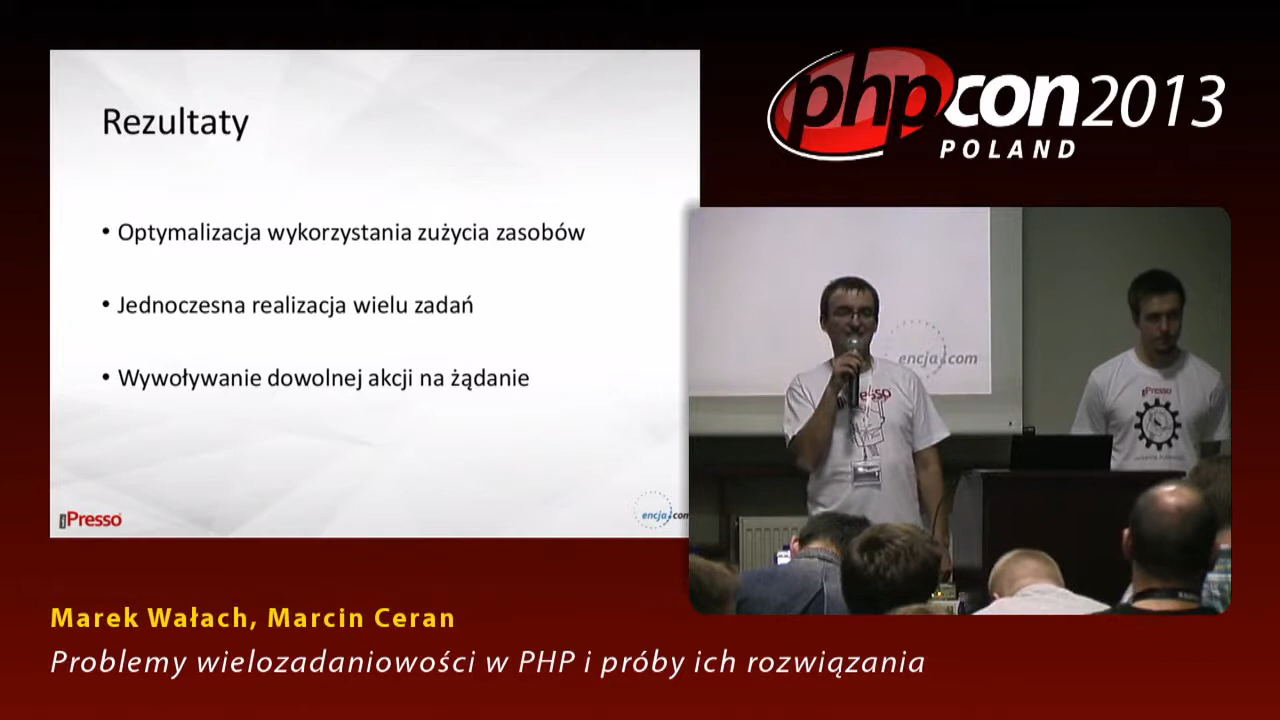 Rezultaty
• Optymalizacja wykorzystania zużycia zasobów
• Jednoczesna realizacja wielu zadań
• Wywoływanie dowolnej akcji na żądanie
iPresso
encja.com
phpcon2013
POLAND
encja.com
iPresso
Marek Wałach, Marcin Ceran
Problemy wielozadaniowości w PHP i próby ich rozwiązania